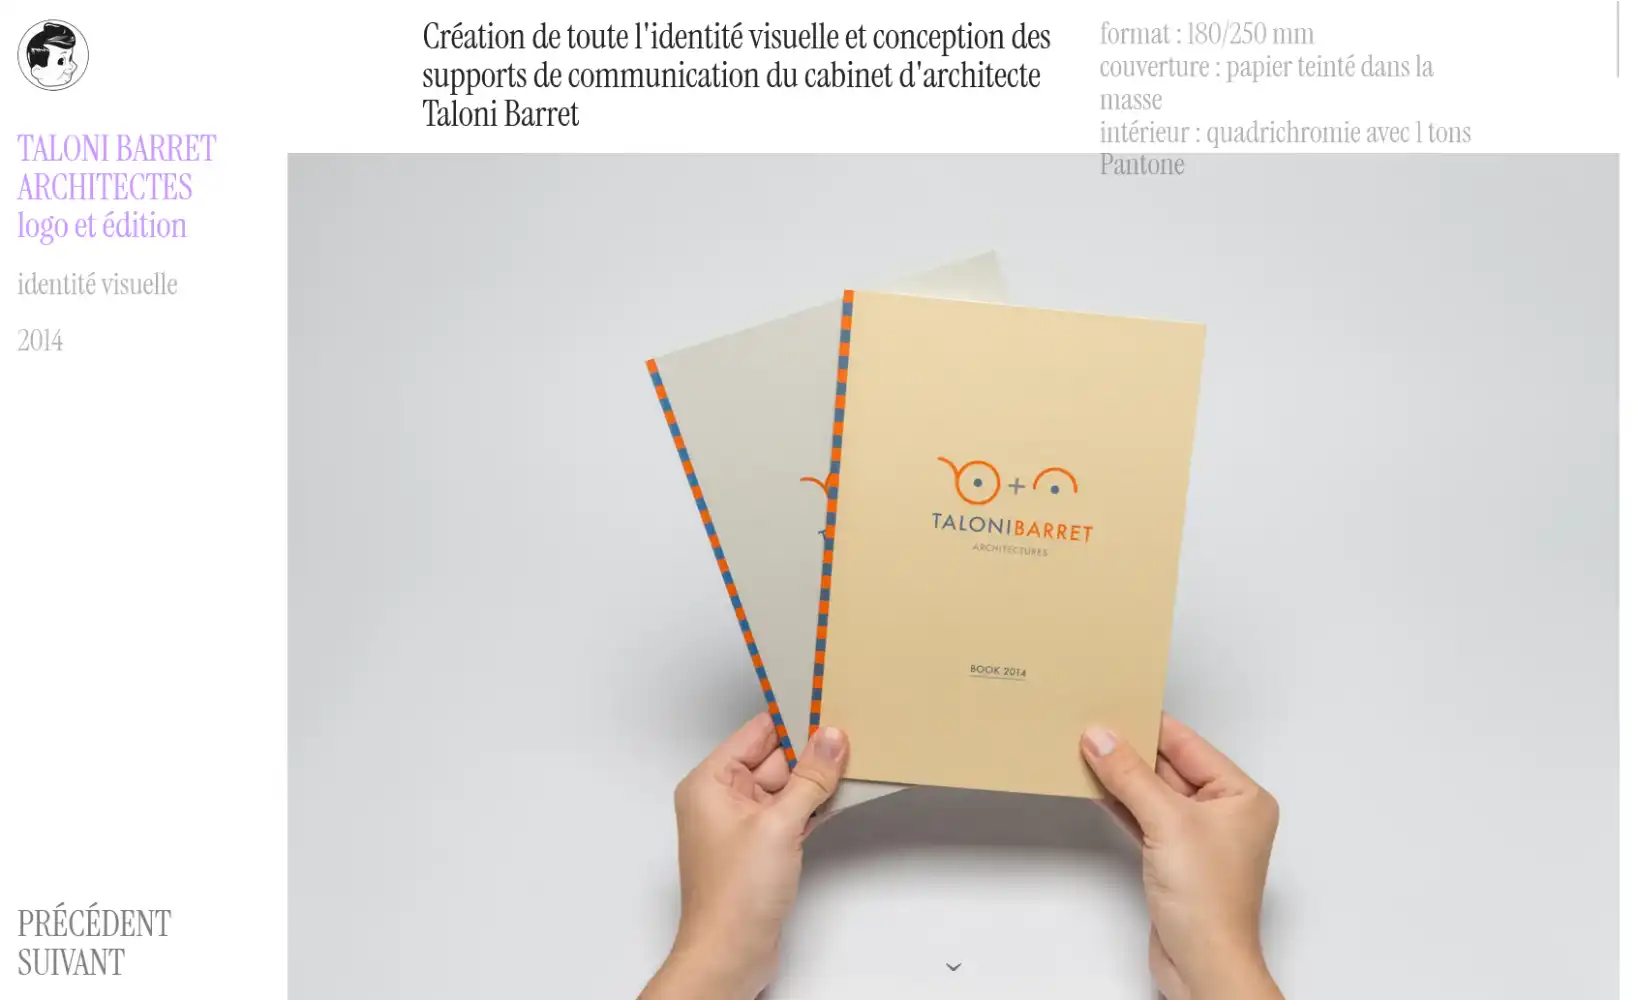 TALONI BARRET
ARCHITECTES
logo et édition
identité visuelle
2014
Création de toute l'identité visuelle et conception des
supports de communication du cabinet d'architecte
Taloni Barret
format : 180/250 mm
couverture : papier teinté dans la
masse
intérieur : quadrichromie avec 1 tons
Pantone
TALONIBARRET
ARCHITECTURES
BOOK 2014
PRÉCÉDENT
SUIVANT